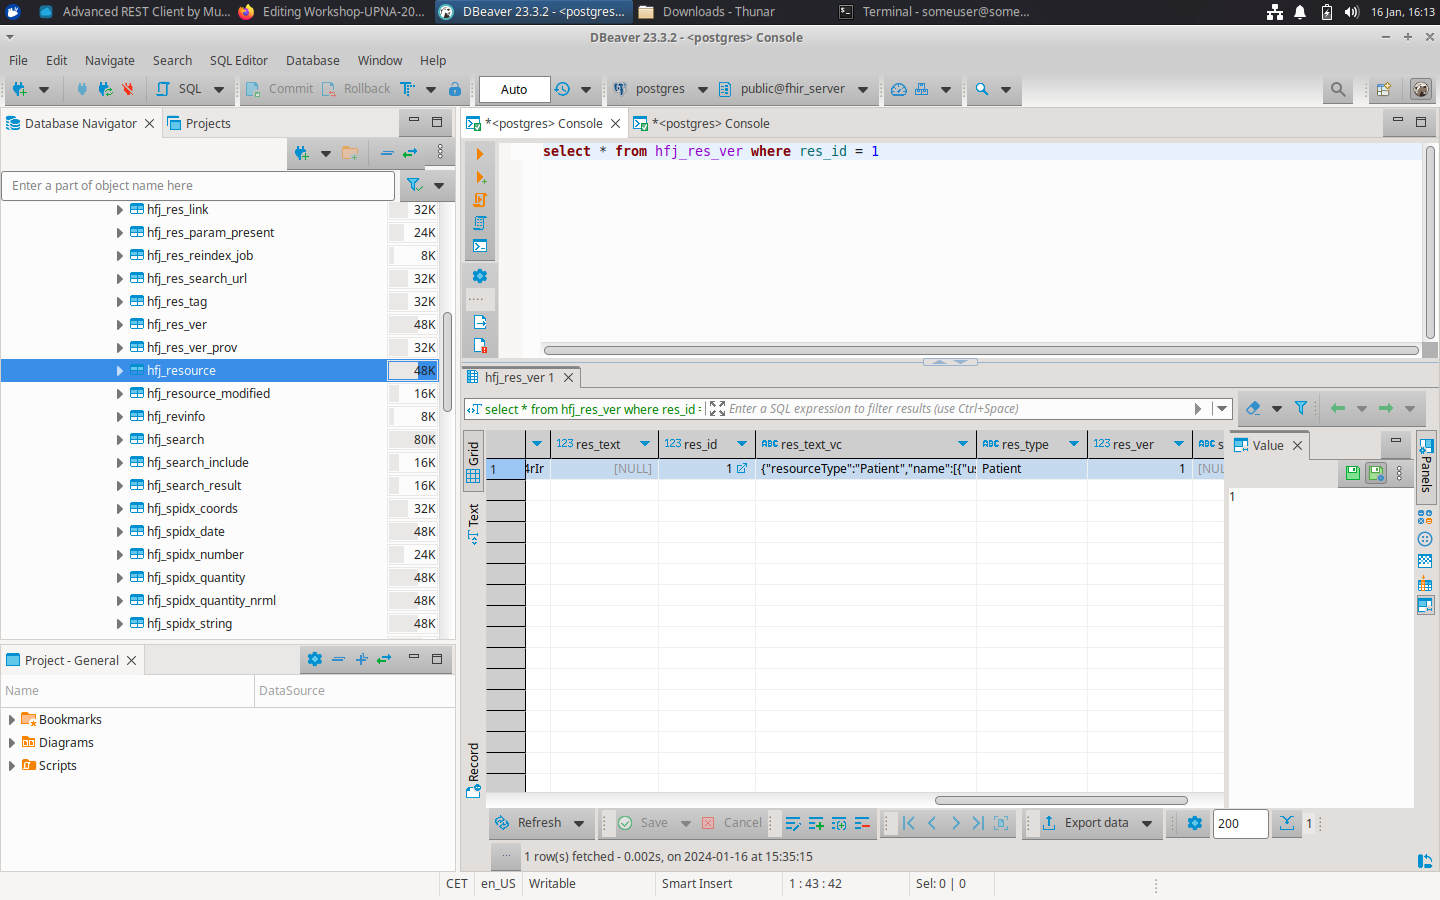 Advanced REST Client by Mu...
Editing Workshop-UPNA-20...
DBeaver 23.3.2 - <postgres...
Downloads - Thunar
Terminal - someuser@some...
16 Jan, 16:13
DBeaver 23.3.2 - <postgres> Console
File Edit Navigate Search SQL Editor Database Window Help
SQL Commit Rollback Auto postgres public@fhir_server
Database Navigator
Projects
Enter a part of object name here
hfj_res_link 32K
hfj_res_param_present 24K
hfj_res_reindex_job 8K
hfj_res_search_url 32K
hfj_res_tag 32K
hfj_res_ver 48K
hfj_res_ver_prov 32K
hfj_resource 48K
hfj_resource_modified 16K
hfj_revinfo 8K
hfj_search 80K
hfj_search_include 16K
hfj_search_result 16K
hfj_spidx_coords 32K
hfj_spidx_date 48K
hfj_spidx_number 24K
hfj_spidx_quantity 48K
hfj_spidx_quantity_nrml 48K
hfj_spidx_string 48K
Project - General
Name DataSource
Bookmarks
Diagrams
Scripts
*<postgres> Console
*<postgres> Console
select * from hfj_res_ver where res_id = 1
hfj_res_ver 1
select * from hfj_res_ver where res_id
Enter a SQL expression to filter results (use Ctrl+Space)
Grid
Text
Record
123 res_text 123 res_id ABC res_text_vc ABC res_type 123 res_ver ABC s
1 4rIr [NULL] 1 {"resourceType":"Patient","name":[{"us Patient 1 [NUL
Value
1
Panels
Refresh Save Cancel Export data 200 1
1 row(s) fetched - 0.002s, on 2024-01-16 at 15:35:15
CET en_US Writable Smart Insert 1 : 43 : 42 Sel: 0 | 0